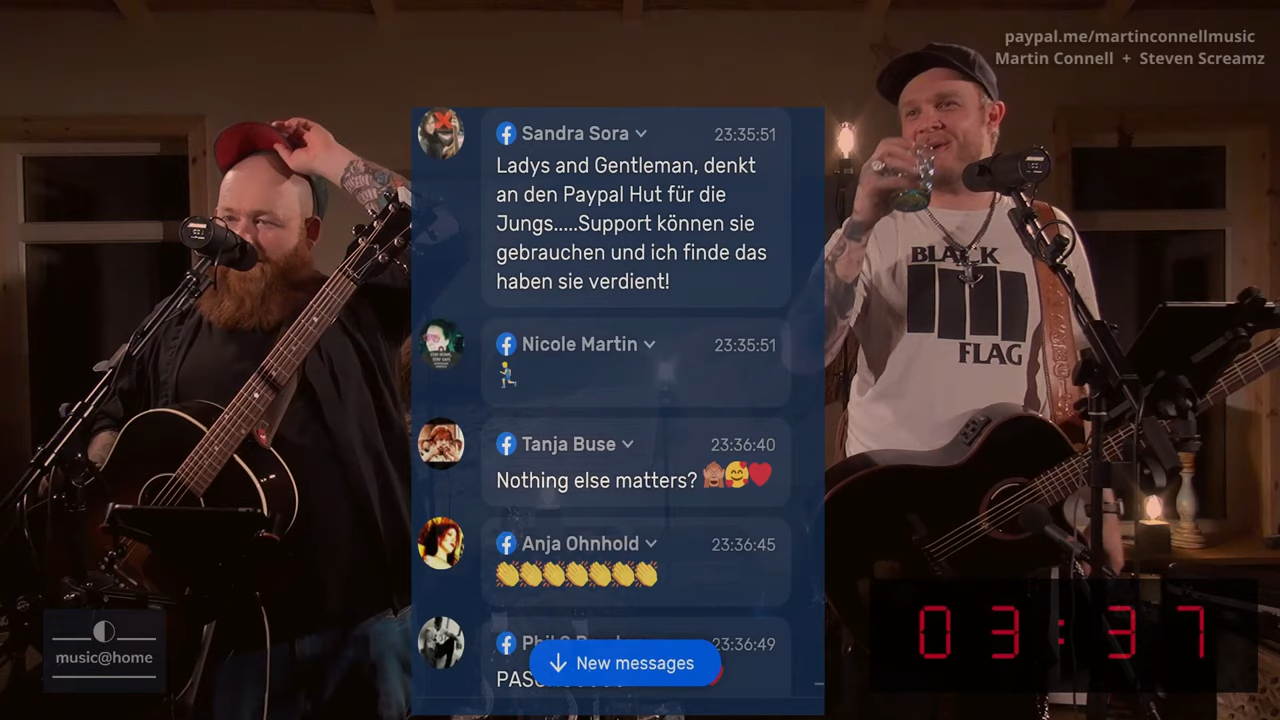 paypal.me/martinconnellmusic
Martin Connell + Steven Screamz
Sandra Sora 23:35:51
Ladys and Gentleman, denkt
an den Paypal Hut für die
Jungs.....Support können sie
gebrauchen und ich finde das
haben sie verdient!
Nicole Martin 23:35:51
Tanja Buse 23:36:40
Nothing else matters?
Anja Ohnhold 23:36:45
23:36:49
New messages
BLACK
FLAG
music@home
03:37